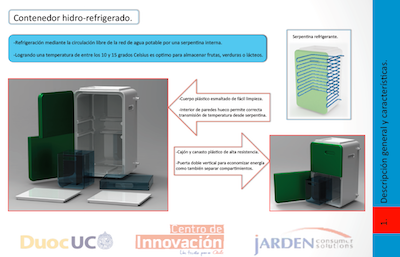 Contenedor hidro-refrigerado.
-Refrigeración mediante la circulación libre de la red de agua potable por una serpentina interna.
-Logrando una temperatura de entre los 10 y 15 grados Celsius es optimo para almacenar frutas, verduras o lácteos.
Serpentina refrigerante.
-Cuerpo plástico esmaltado de fácil limpieza.
-Interior de paredes huecos permite correcta
transmisión de temperatura desde serpentina.
-Cajón y canasto plástico de alta resistencia.
-Puerta doble vertical para economizar energía
como también separar compartimientos.
Descripción general y características.
1
DuocUC
Centro de
Innovación
JARDEN consumer
solutions